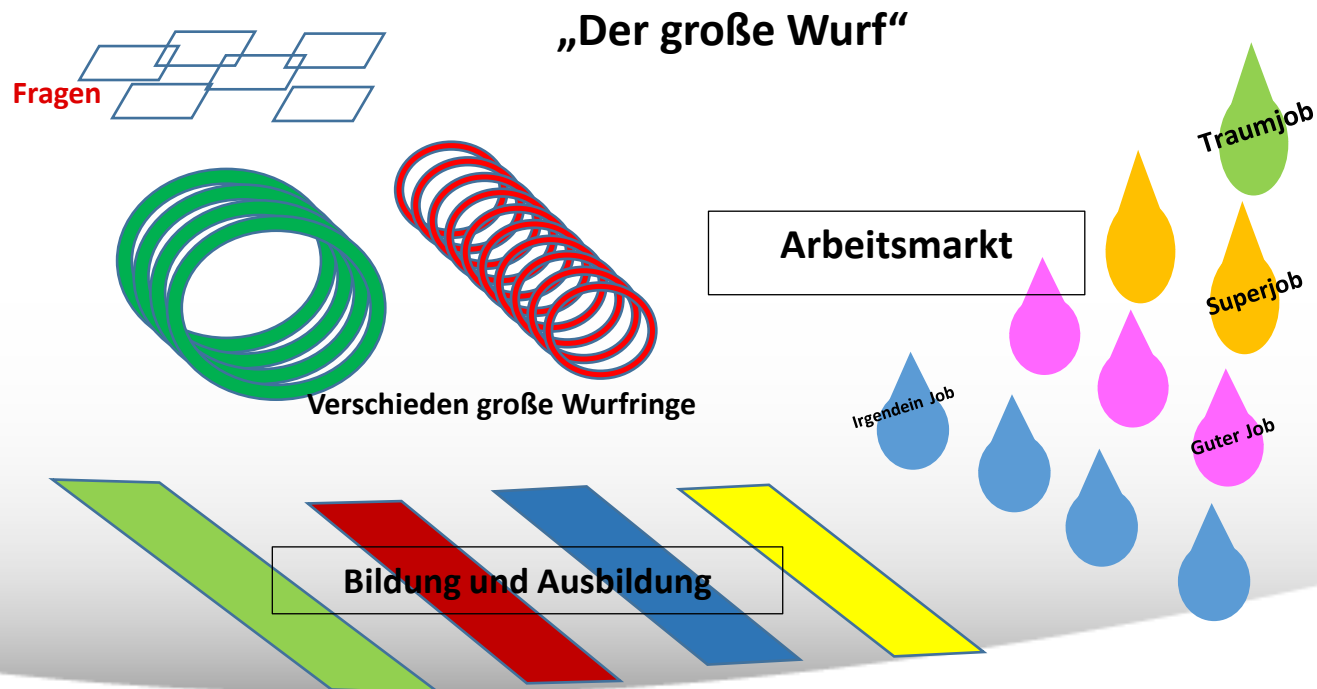 „Der große Wurf“
Fragen
Traumjob
Arbeitsmarkt
Superjob
Verschieden große Wurfringe
Irgendein Job
Guter Job
Bildung und Ausbildung